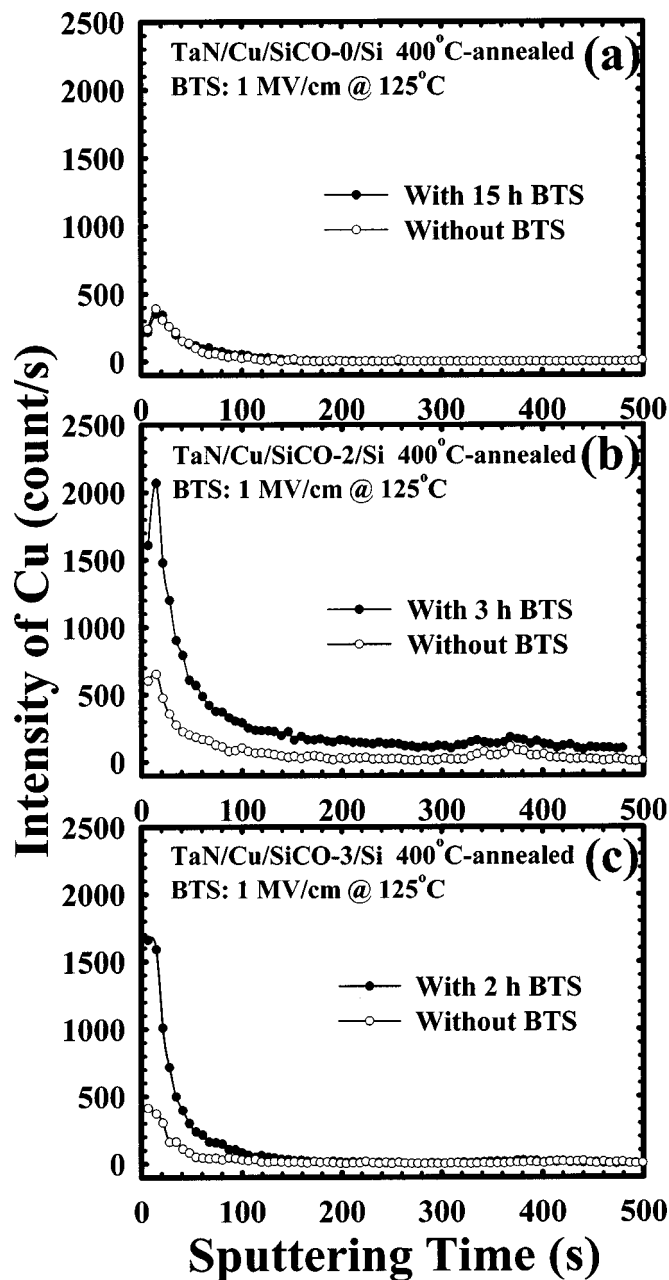 Intensity of Cu (count/s)
2500
2000
1500
1000
500
0
TaN/Cu/SiCO-0/Si 400°C-annealed (a)
BTS: 1 MV/cm @ 125°C
With 15 h BTS
Without BTS
0 100 200 300 400 500
2500
2000
1500
1000
500
0
TaN/Cu/SiCO-2/Si 400°C-annealed (b)
BTS: 1 MV/cm @ 125°C
With 3 h BTS
Without BTS
0 100 200 300 400 500
2500
2000
1500
1000
500
0
TaN/Cu/SiCO-3/Si 400°C-annealed (c)
BTS: 1 MV/cm @ 125°C
With 2 h BTS
Without BTS
0 100 200 300 400 500
Sputtering Time (s)